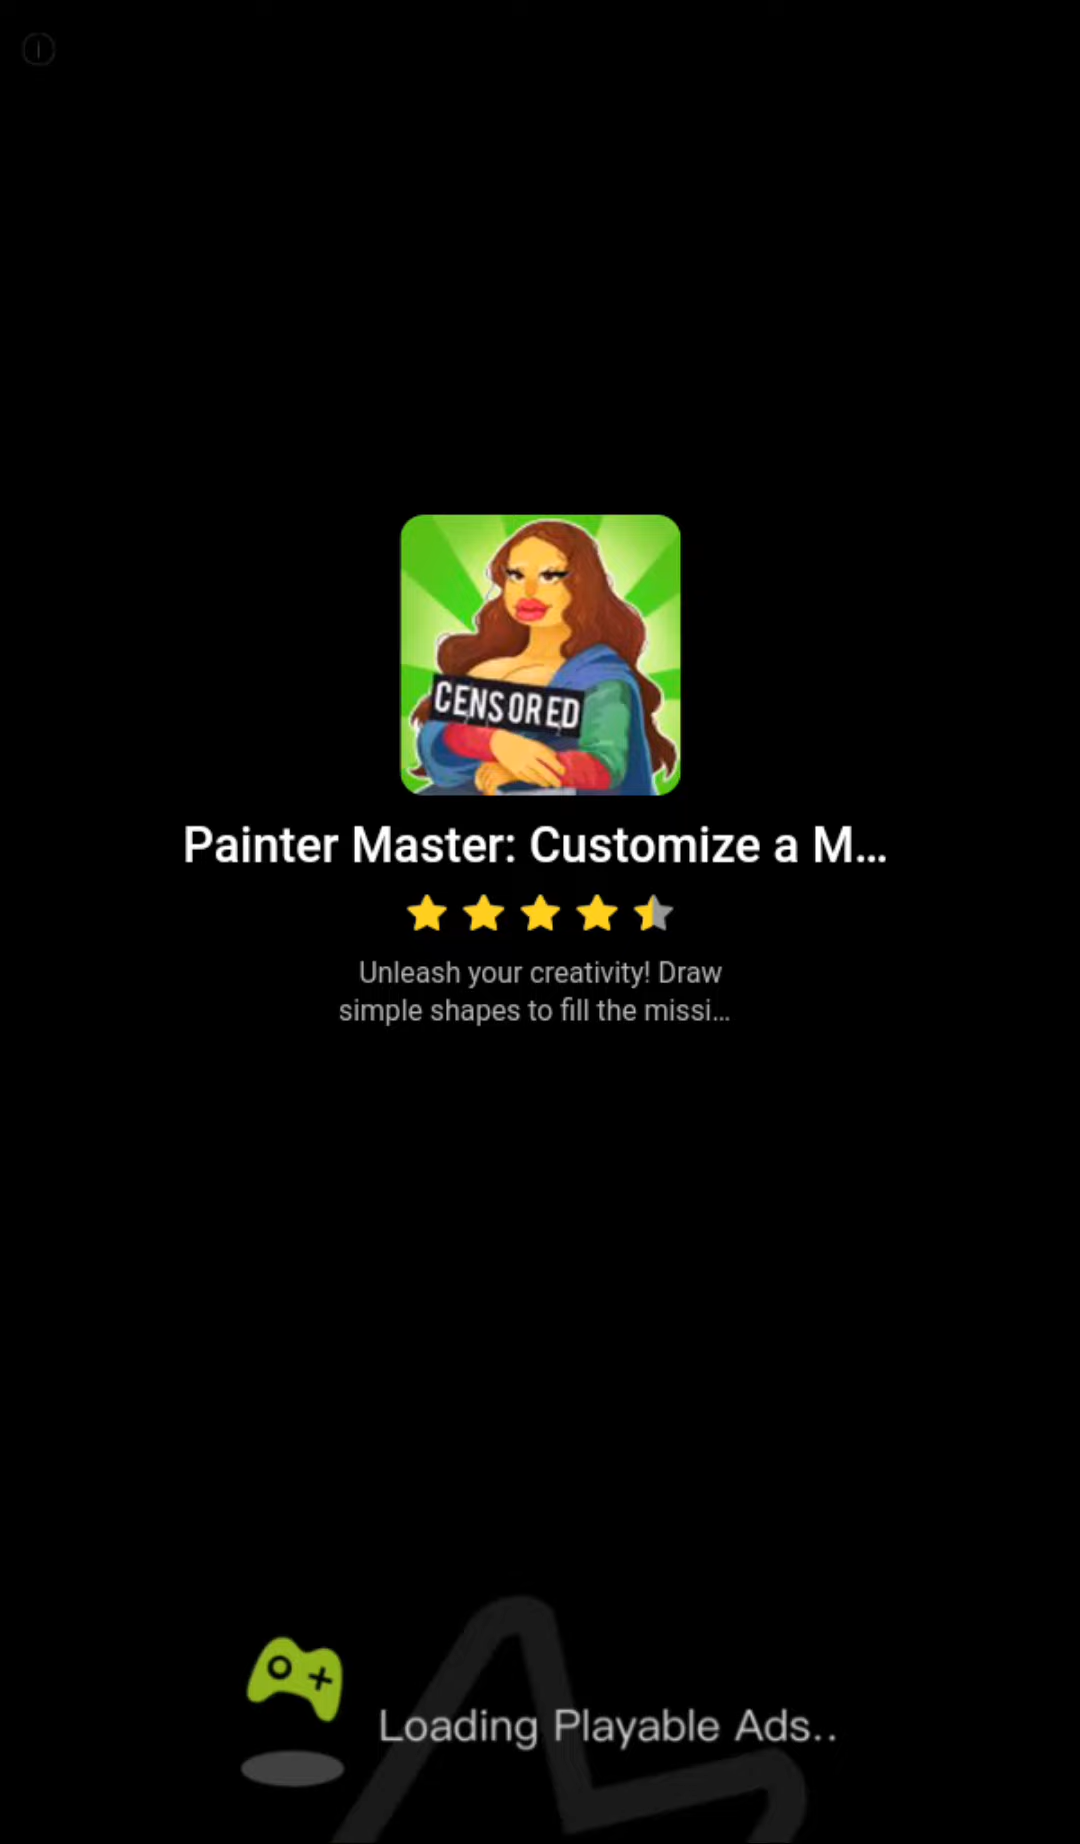 CENSORED
Painter Master: Customize a M...
Unleash your creativity! Draw
simple shapes to fill the missi...
Loading Playable Ads..